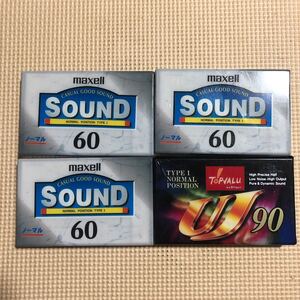 maxell
CASUAL GOOD SOUND
SOUND
NORMAL POSITION TYPE I
ノーマル
60
maxell
CASUAL GOOD SOUND
SOUND
NORMAL POSITION TYPE I
ノーマル
60
maxell
CASUAL GOOD SOUND
SOUND
NORMAL POSITION TYPE I
ノーマル
60
TYPE I
NORMAL
POSITION
TOPVALU
High Precise Half
Low Noise High Output
Pure & Dynamic Sound
90